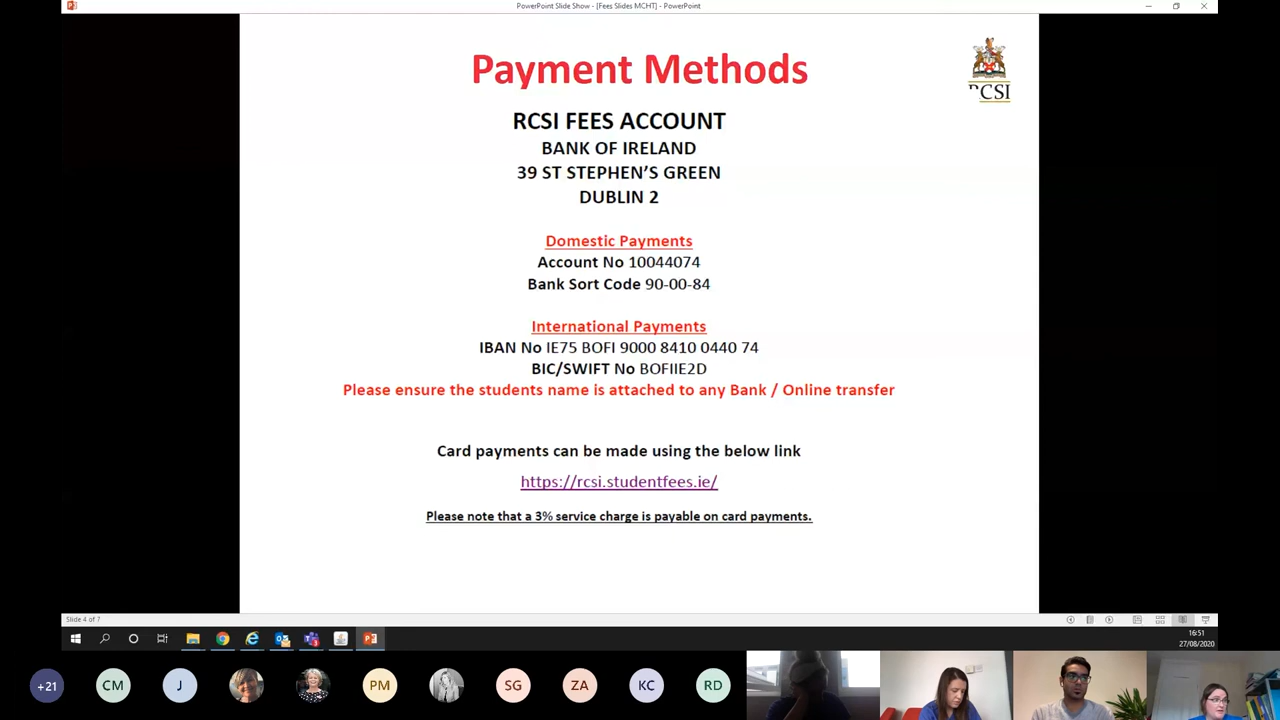 PowerPoint Slide Show - [Fees Slides MCHT] - PowerPoint
Payment Methods
RCSI
RCSI FEES ACCOUNT
BANK OF IRELAND
39 ST STEPHEN'S GREEN
DUBLIN 2
Domestic Payments
Account No 10044074
Bank Sort Code 90-00-84
International Payments
IBAN No IE75 BOFI 9000 8410 0440 74
BIC/SWIFT No BOFIIE2D
Please ensure the students name is attached to any Bank / Online transfer
Card payments can be made using the below link
https://rcsi.studentfees.ie/
Please note that a 3% service charge is payable on card payments.
Slide 4 of 7
16:51
27/08/2020
+21 CM J PM SG ZA KC RD